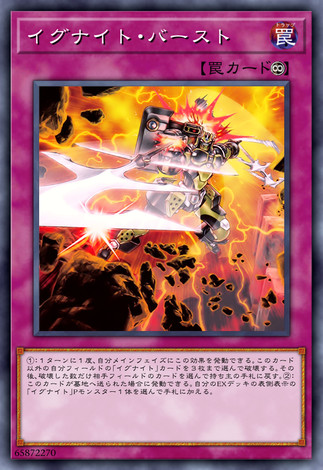 イグナイト・バースト
トラップ
罠
【罠カード】
①:1ターンに1度、自分メインフェイズにこの効果を発動できる。このカード
以外の自分フィールドの「イグナイト」カードを3枚まで選んで破壊する。そ
の後、破壊した数だけ相手フィールドのカードを選んで持ち主の手札に戻す。②:
このカードが墓地へ送られた場合に発動できる。自分のEXデッキの表側表示の
「イグナイト」Pモンスター1体を選んで手札に加える。
65872270